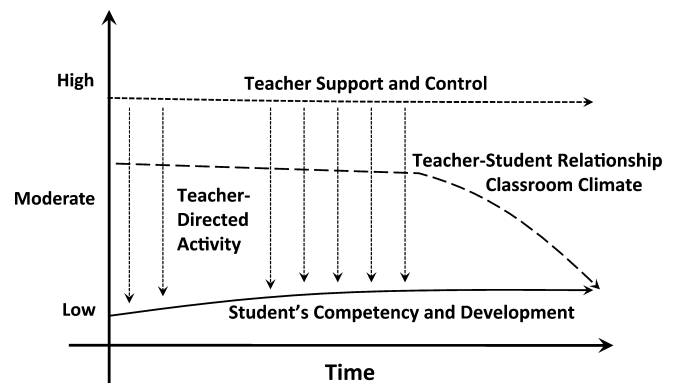 High
Teacher Support and Control
Teacher-Student Relationship
Classroom Climate
Moderate
Teacher-
Directed
Activity
Low
Student's Competency and Development
Time